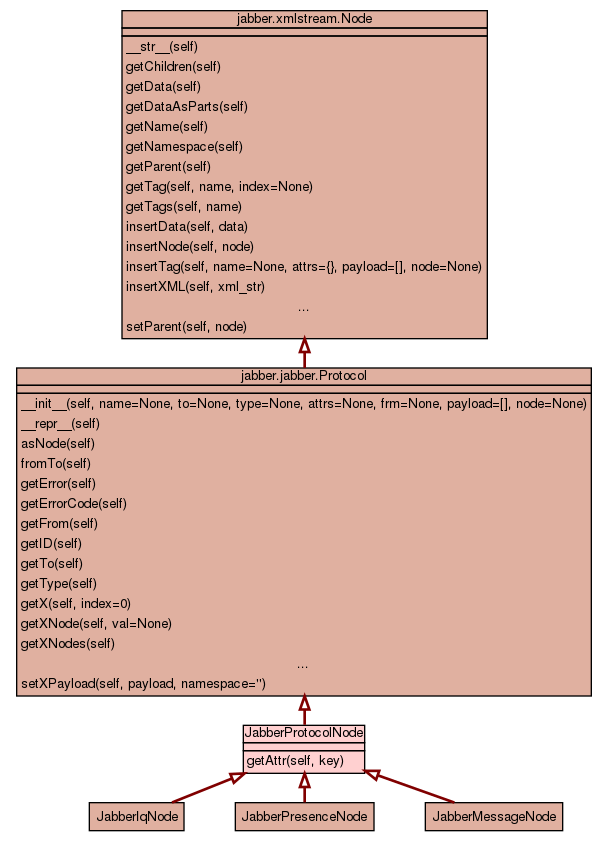 jabber.xmlstream.Node
__str__(self)
getChildren(self)
getData(self)
getDataAsParts(self)
getName(self)
getNamespace(self)
getParent(self)
getTag(self, name, index=None)
getTags(self, name)
insertData(self, data)
insertNode(self, node)
insertTag(self, name=None, attrs={}, payload=[], node=None)
insertXML(self, xml_str)
...
setParent(self, node)
jabber.jabber.Protocol
__init__(self, name=None, to=None, type=None, attrs=None, frm=None, payload=[], node=None)
__repr__(self)
asNode(self)
fromTo(self)
getError(self)
getErrorCode(self)
getFrom(self)
getID(self)
getTo(self)
getType(self)
getX(self, index=0)
getXNode(self, val=None)
getXNodes(self)
...
setXPayload(self, payload, namespace='')
JabberProtocolNode
getAttr(self, key)
JabberIqNode
JabberPresenceNode
JabberMessageNode